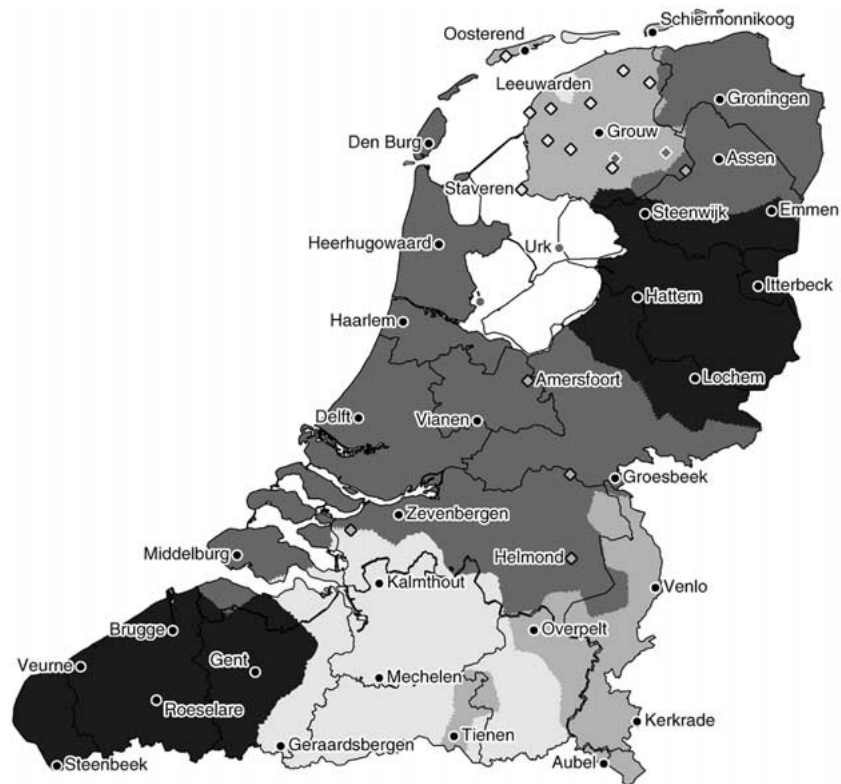 Schiermonnikoog
Oosterend
Leeuwarden
Groningen
Grouw
Den Burg
Assen
Staveren
Steenwijk
Emmen
Heerhugowaard
Urk
Itterbeck
Hattem
Haarlem
Amersfoort
Lochem
Delft
Vianen
Groesbeek
Zevenbergen
Middelburg
Helmond
Kalmthout
Venlo
Brugge
Overpelt
Veurne
Gent
Mechelen
Roeselare
Kerkrade
Tienen
Geraardsbergen
Aubel
Steenbeek